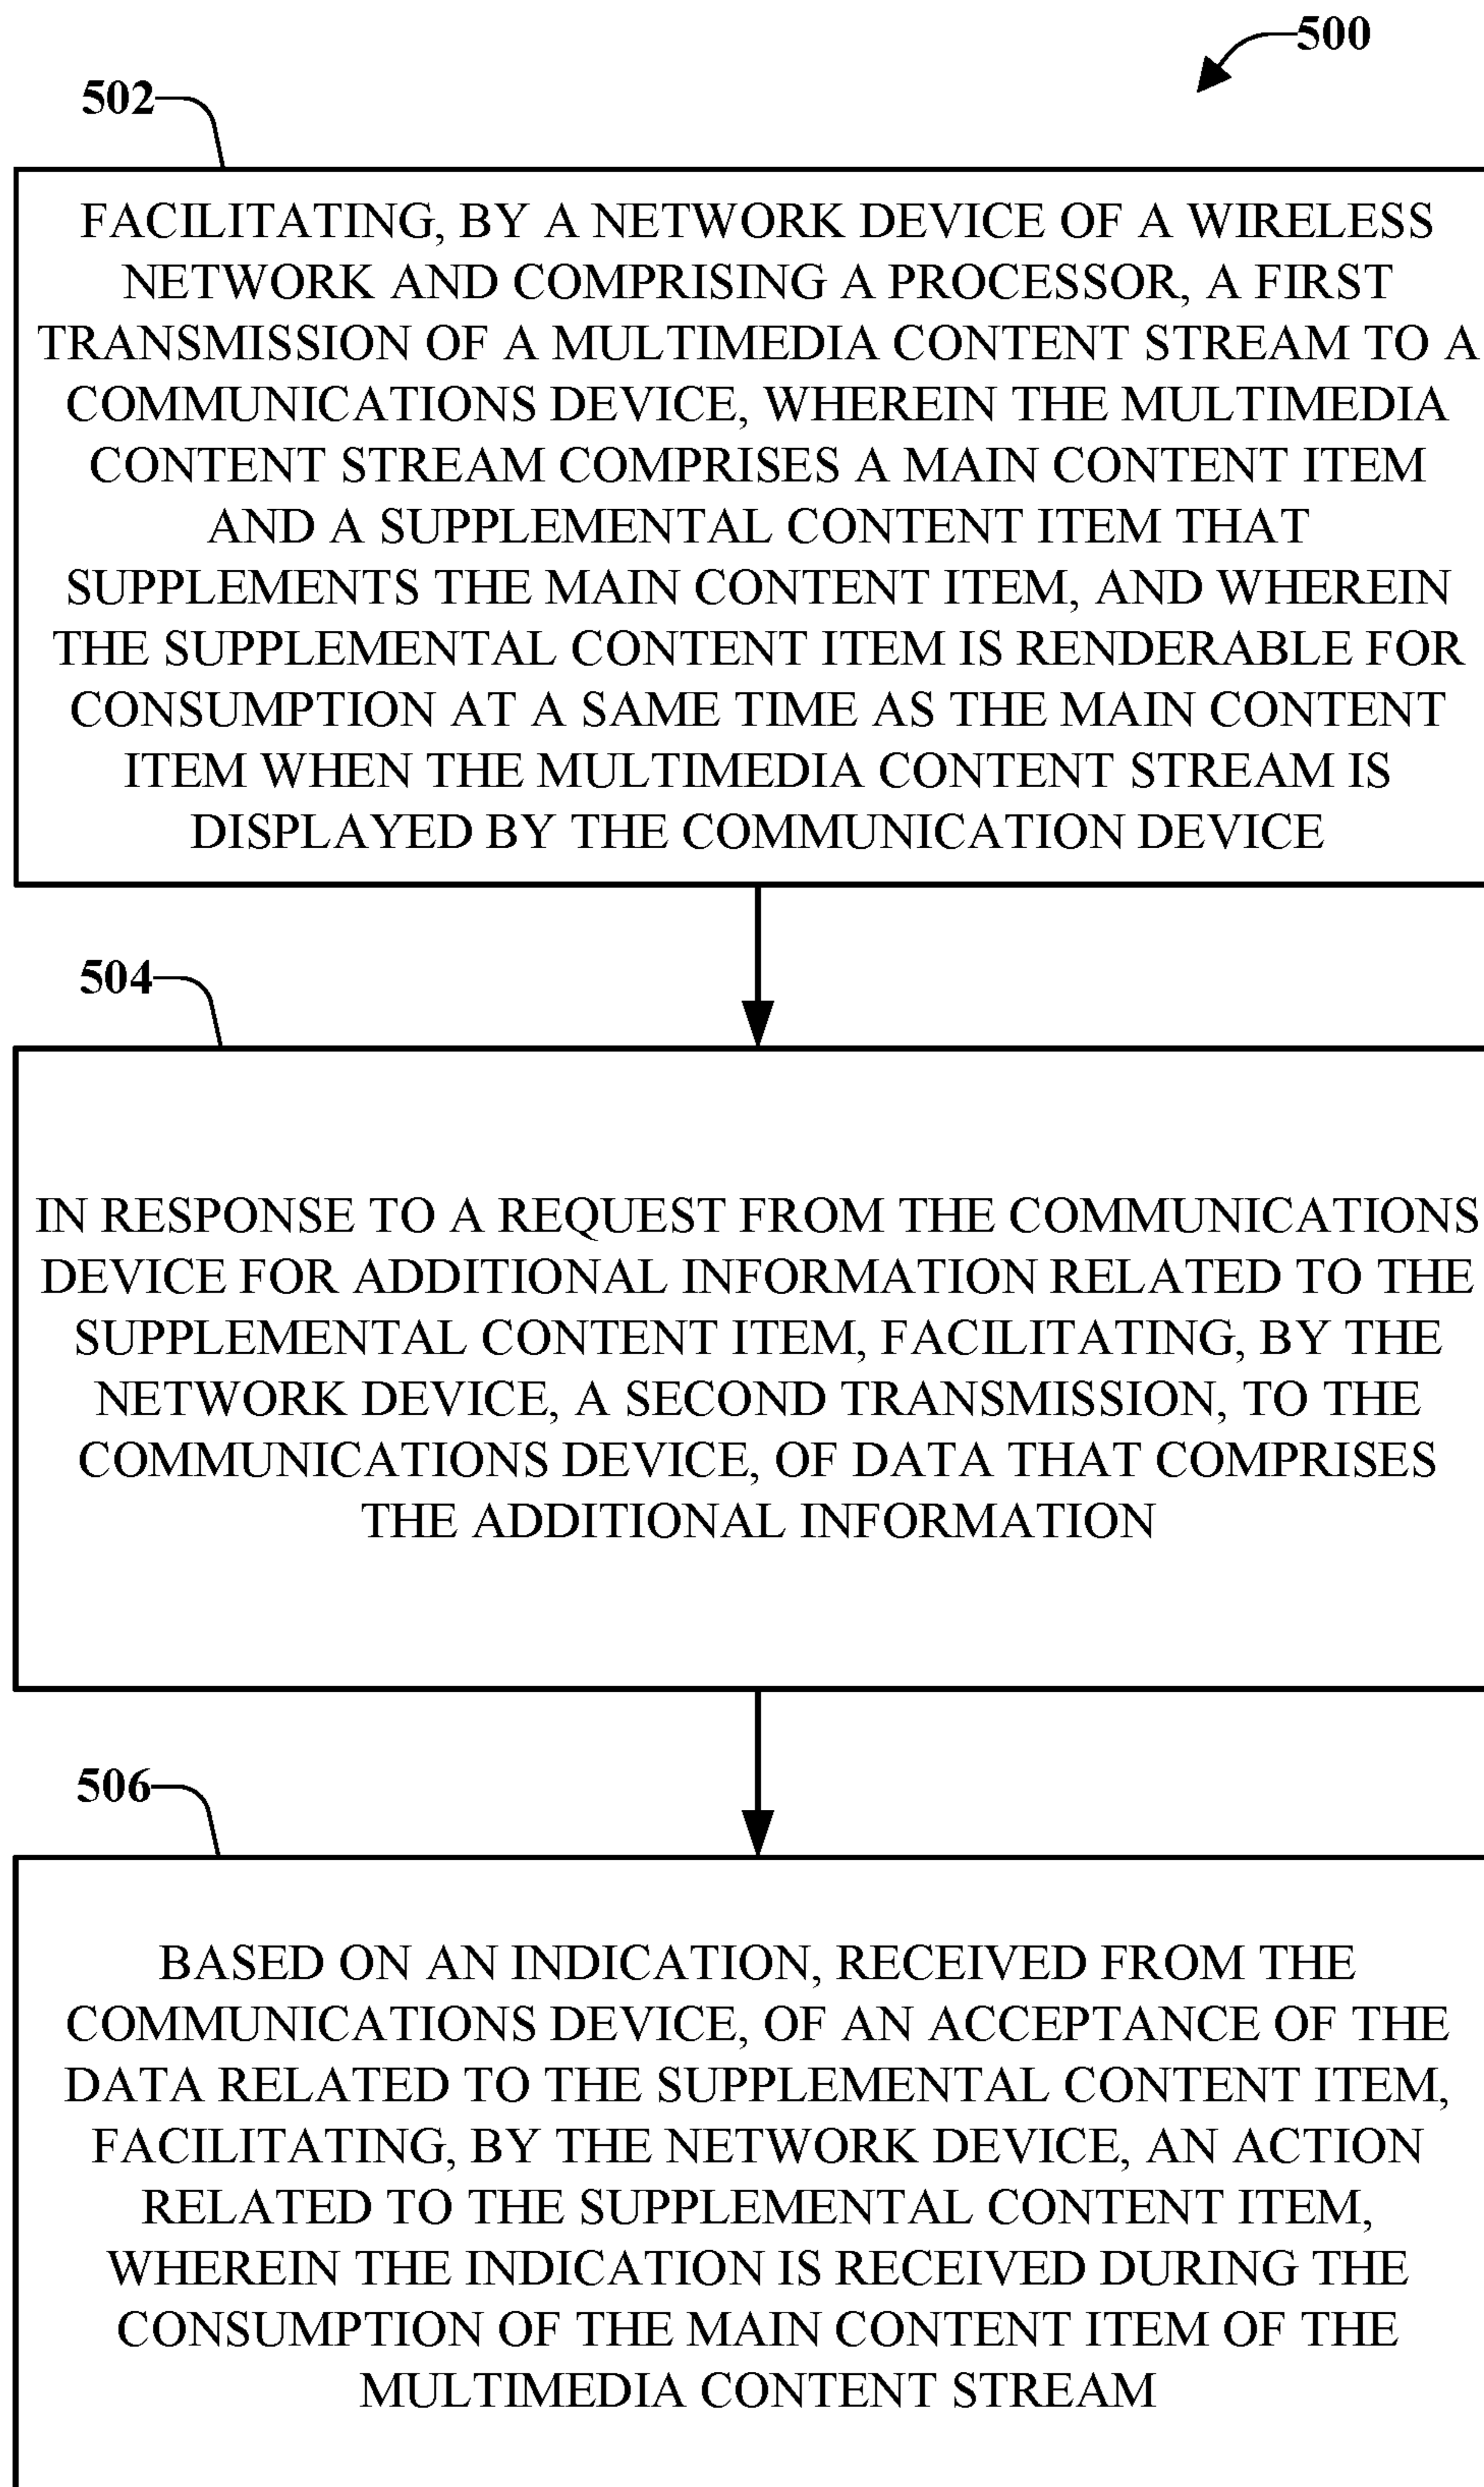 500
502
FACILITATING, BY A NETWORK DEVICE OF A WIRELESS
NETWORK AND COMPRISING A PROCESSOR, A FIRST
TRANSMISSION OF A MULTIMEDIA CONTENT STREAM TO A
COMMUNICATIONS DEVICE, WHEREIN THE MULTIMEDIA
CONTENT STREAM COMPRISES A MAIN CONTENT ITEM
AND A SUPPLEMENTAL CONTENT ITEM THAT
SUPPLEMENTS THE MAIN CONTENT ITEM, AND WHEREIN
THE SUPPLEMENTAL CONTENT ITEM IS RENDERABLE FOR
CONSUMPTION AT A SAME TIME AS THE MAIN CONTENT
ITEM WHEN THE MULTIMEDIA CONTENT STREAM IS
DISPLAYED BY THE COMMUNICATION DEVICE
504
IN RESPONSE TO A REQUEST FROM THE COMMUNICATIONS
DEVICE FOR ADDITIONAL INFORMATION RELATED TO THE
SUPPLEMENTAL CONTENT ITEM, FACILITATING, BY THE
NETWORK DEVICE, A SECOND TRANSMISSION, TO THE
COMMUNICATIONS DEVICE, OF DATA THAT COMPRISES
THE ADDITIONAL INFORMATION
506
BASED ON AN INDICATION, RECEIVED FROM THE
COMMUNICATIONS DEVICE, OF AN ACCEPTANCE OF THE
DATA RELATED TO THE SUPPLEMENTAL CONTENT ITEM,
FACILITATING, BY THE NETWORK DEVICE, AN ACTION
RELATED TO THE SUPPLEMENTAL CONTENT ITEM,
WHEREIN THE INDICATION IS RECEIVED DURING THE
CONSUMPTION OF THE MAIN CONTENT ITEM OF THE
MULTIMEDIA CONTENT STREAM